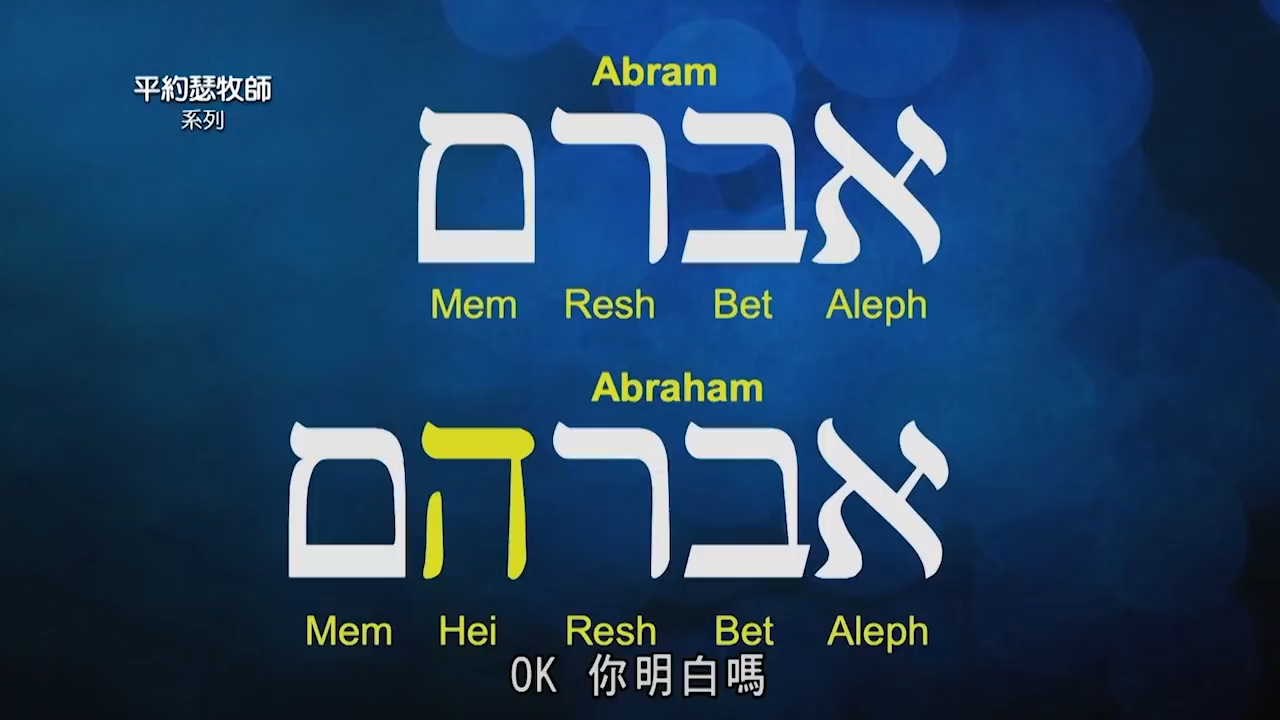 平約瑟牧師
系列
Abram
אברם
Mem Resh Bet Aleph
Abraham
אברהם
Mem Hei Resh Bet Aleph
OK 你明白嗎